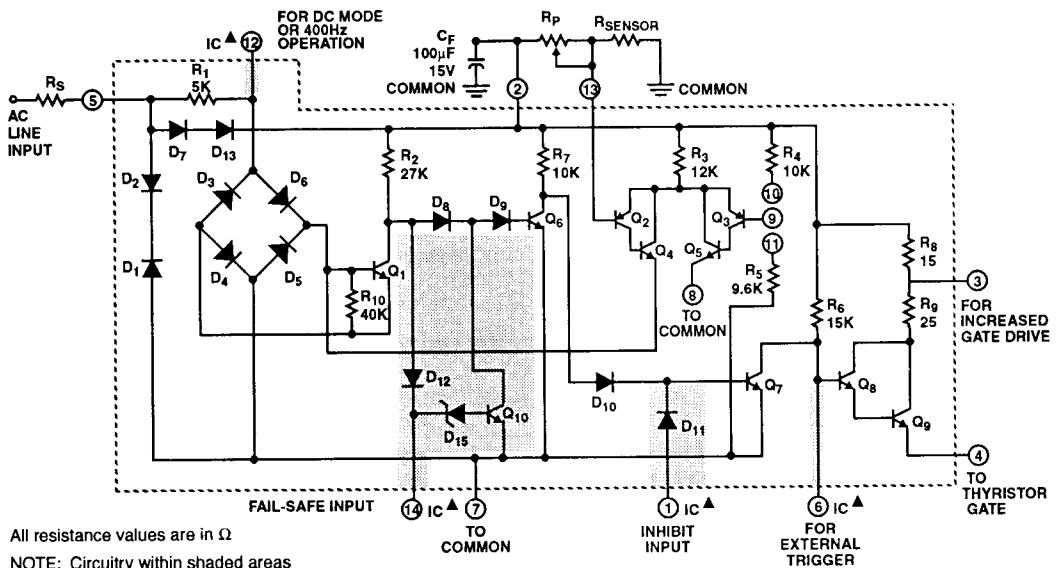 FOR DC MODE
OR 400Hz
OPERATION
IC ▲ 12
RS
5
AC
LINE
INPUT
R1
5K
CF
100μF
15V
COMMON
RP
RSENSOR
COMMON
2
13
D7
D13
D2
D1
D3
D6
D4
D5
R2
27K
D8
D9
Q1
R10
40K
R7
10K
Q6
R3
12K
Q2
Q4
Q3
Q5
8
TO
COMMON
R4
10K
10
9
11
R5
9.6K
R6
15K
R8
15
R9
25
3
FOR
INCREASED
GATE DRIVE
D12
D15
Q10
D10
D11
Q7
Q8
Q9
4
TO
THYRISTOR
GATE
FAIL-SAFE INPUT
14 IC ▲
7
TO
COMMON
1 IC ▲
INHIBIT
INPUT
6 IC ▲
FOR
EXTERNAL
TRIGGER
All resistance values are in Ω
NOTE: Circuitry within shaded areas